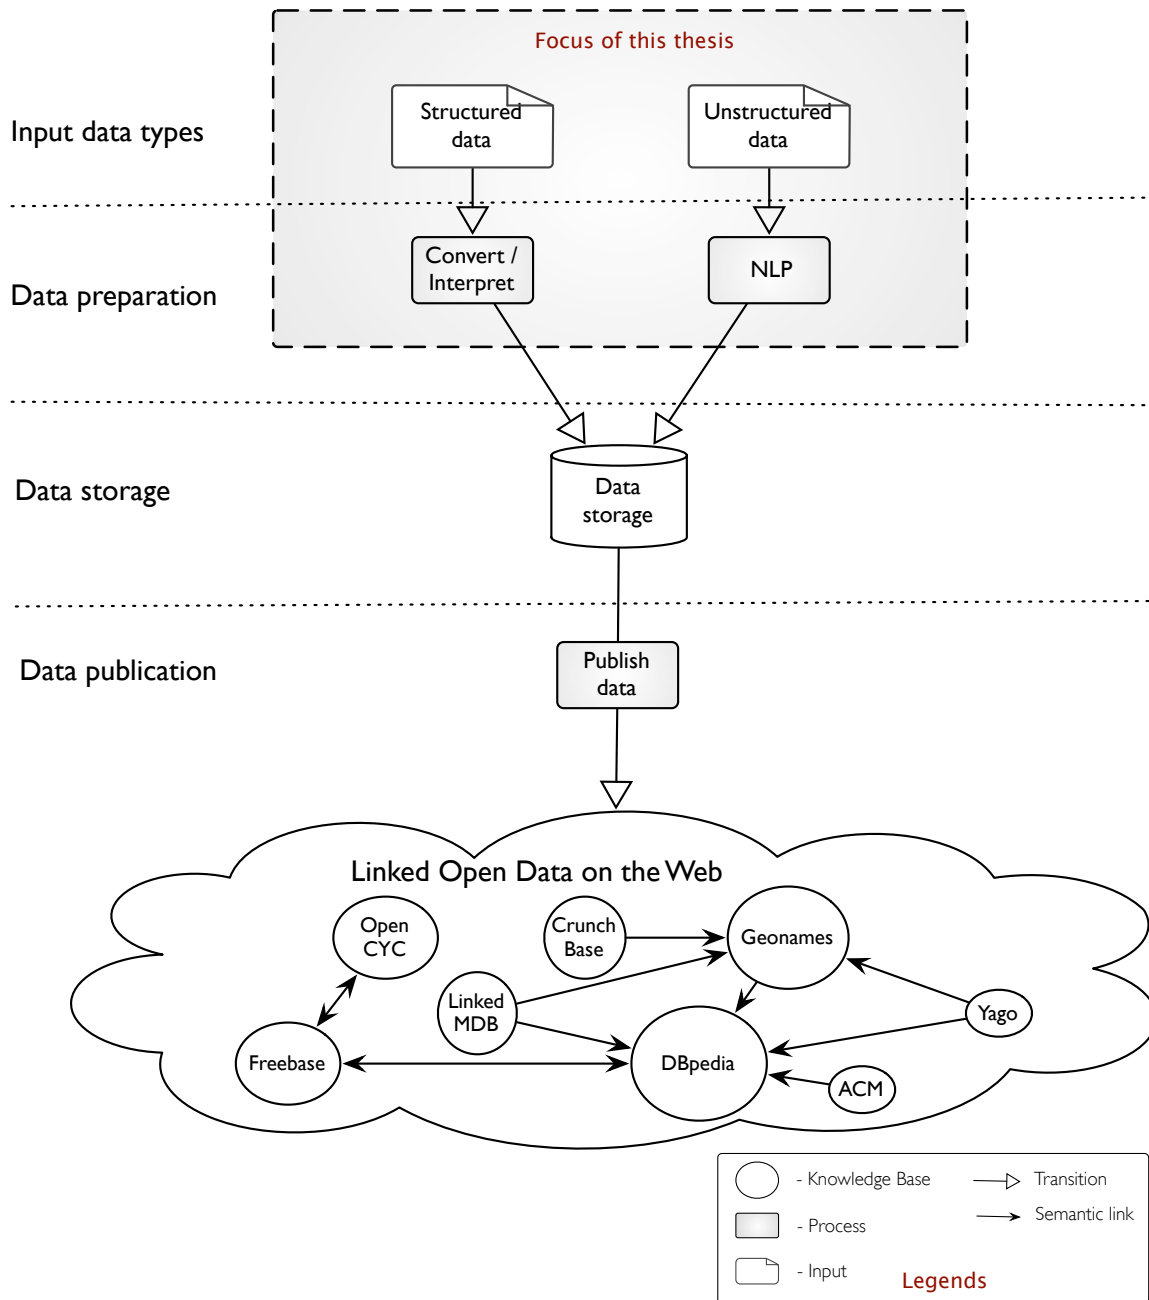 Focus of this thesis
Input data types
Structured
data
Unstructured
data
Data preparation
Convert /
Interpret
NLP
Data storage
Data
storage
Data publication
Publish
data
Linked Open Data on the Web
Open
CYC
Crunch
Base
Geonames
Linked
MDB
Yago
Freebase
DBpedia
ACM
- Knowledge Base
Transition
- Process
Semantic link
- Input
Legends